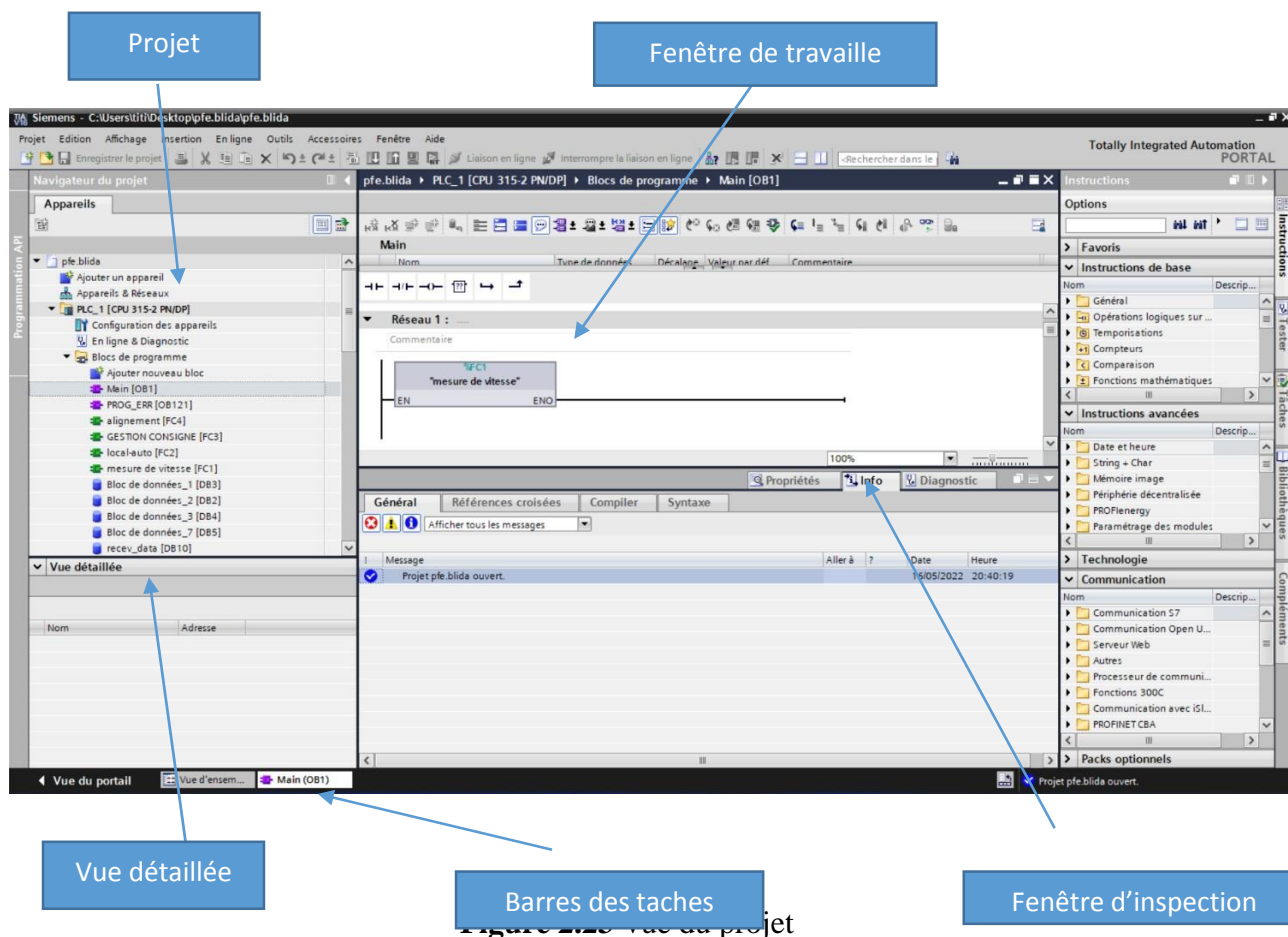 Projet
Fenêtre de travaille
Siemens - C:\Users\titi\Desktop\pfe.blida\pfe.blida
Projet Edition Affichage Insertion En ligne Outils Accessoires Fenêtre Aide
Totally Integrated Automation
PORTAL
Enregistrer le projet
Liaison en ligne
Interrompre la liaison en ligne
<Rechercher dans le
Navigateur du projet
Appareils
Programmation API
pfe.blida
Ajouter un appareil
Appareils & Réseaux
PLC_1 [CPU 315-2 PN/DP]
Configuration des appareils
En ligne & Diagnostic
Blocs de programme
Ajouter nouveau bloc
Main [OB1]
PROG_ERR [OB121]
alignement [FC4]
GESTION CONSIGNE [FC3]
local-auto [FC2]
mesure de vitesse [FC1]
Bloc de données_1 [DB3]
Bloc de données_2 [DB2]
Bloc de données_3 [DB4]
Bloc de données_7 [DB5]
recev_data [DB10]
Vue détaillée
Nom Adresse
pfe.blida PLC_1 [CPU 315-2 PN/DP] Blocs de programme Main [OB1]
Main
Nom Type de données Décalage Valeur par déf. Commentaire
Réseau 1 : .....
Commentaire
%FC1
"mesure de vitesse"
EN ENO
100%
Propriétés Info Diagnostic
Général Références croisées Compiler Syntaxe
Afficher tous les messages
! Message Aller à ? Date Heure
Projet pfe.blida ouvert. 16/05/2022 20:40:19
Instructions
Options
Favoris
Instructions de base
Nom Descrip...
Général
Opérations logiques sur ...
Temporisations
Compteurs
Comparaison
Fonctions mathématiques
Instructions avancées
Nom Descrip...
Date et heure
String + Char
Mémoire image
Périphérie décentralisée
PROFIenergy
Paramétrage des modules
Technologie
Communication
Nom Descrip...
Communication S7
Communication Open U...
Serveur Web
Autres
Processeur de communi...
Fonctions 300C
Communication avec iSl...
PROFINET CBA
Packs optionnels
Instructions
Tester
Tâches
Bibliothèques
Compléments
Vue du portail
Vue d'ensem...
Main (OB1)
Projet pfe.blida ouvert.
Vue détaillée
Barres des taches
Fenêtre d’inspection
Figure 2.25 Vue du projet